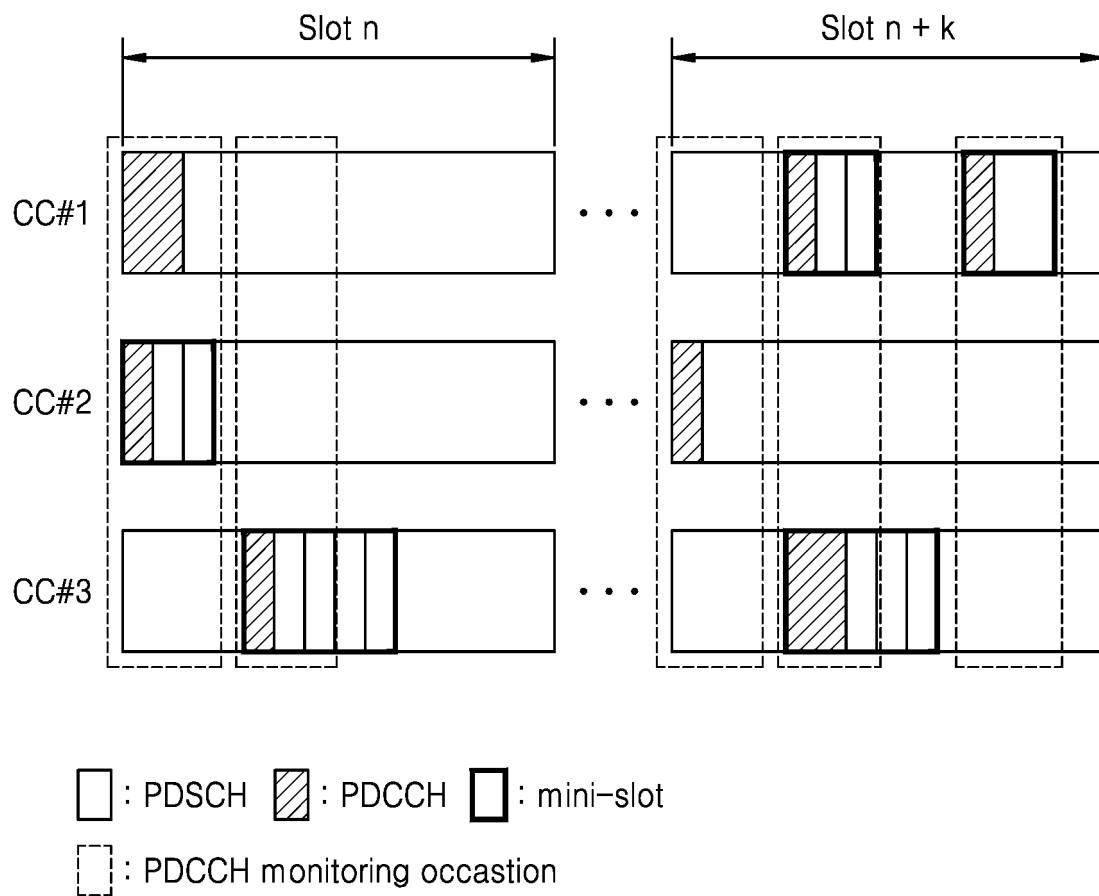 Slot n
Slot n + k
CC#1
...
CC#2
...
CC#3
...
: PDSCH : PDCCH : mini-slot
: PDCCH monitoring occastion